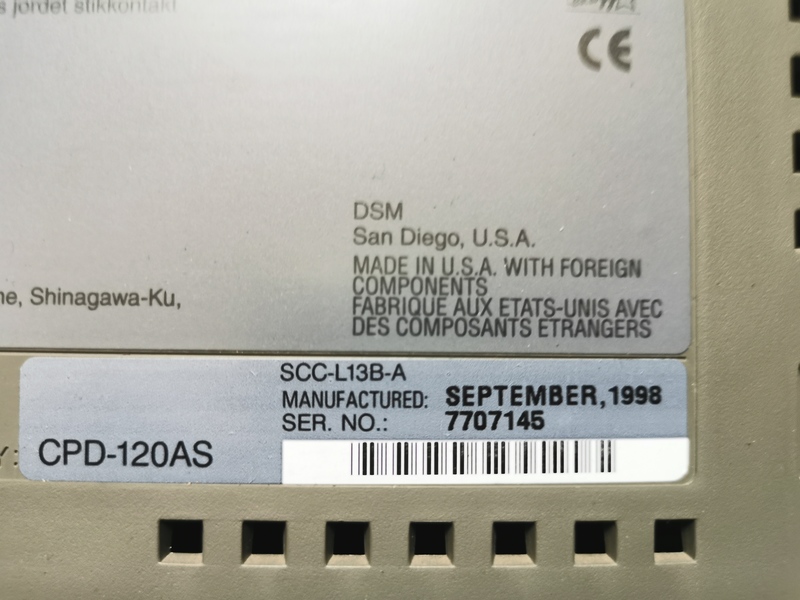 jordet stikkontakt
CE
DSM
San Diego, U.S.A.
MADE IN U.S.A. WITH FOREIGN
COMPONENTS
FABRIQUE AUX ETATS-UNIS AVEC
DES COMPOSANTS ETRANGERS
Shinagawa-Ku,
SCC-L13B-A
MANUFACTURED: SEPTEMBER, 1998
SER. NO.: 7707145
CPD-120AS